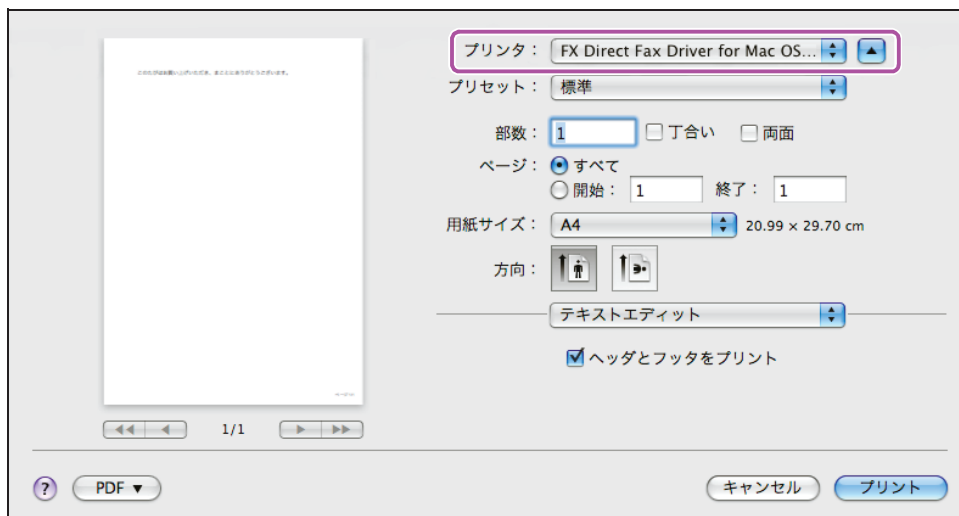 プリンタ： FX Direct Fax Driver for Mac OS...
プリセット： 標準
部数： 1 丁合い 両面
ページ： すべて
開始： 1 終了： 1
用紙サイズ： A4 20.99 × 29.70 cm
方向：
テキストエディット
ヘッダとフッタをプリント
1/1
? PDF ▼ キャンセル プリント